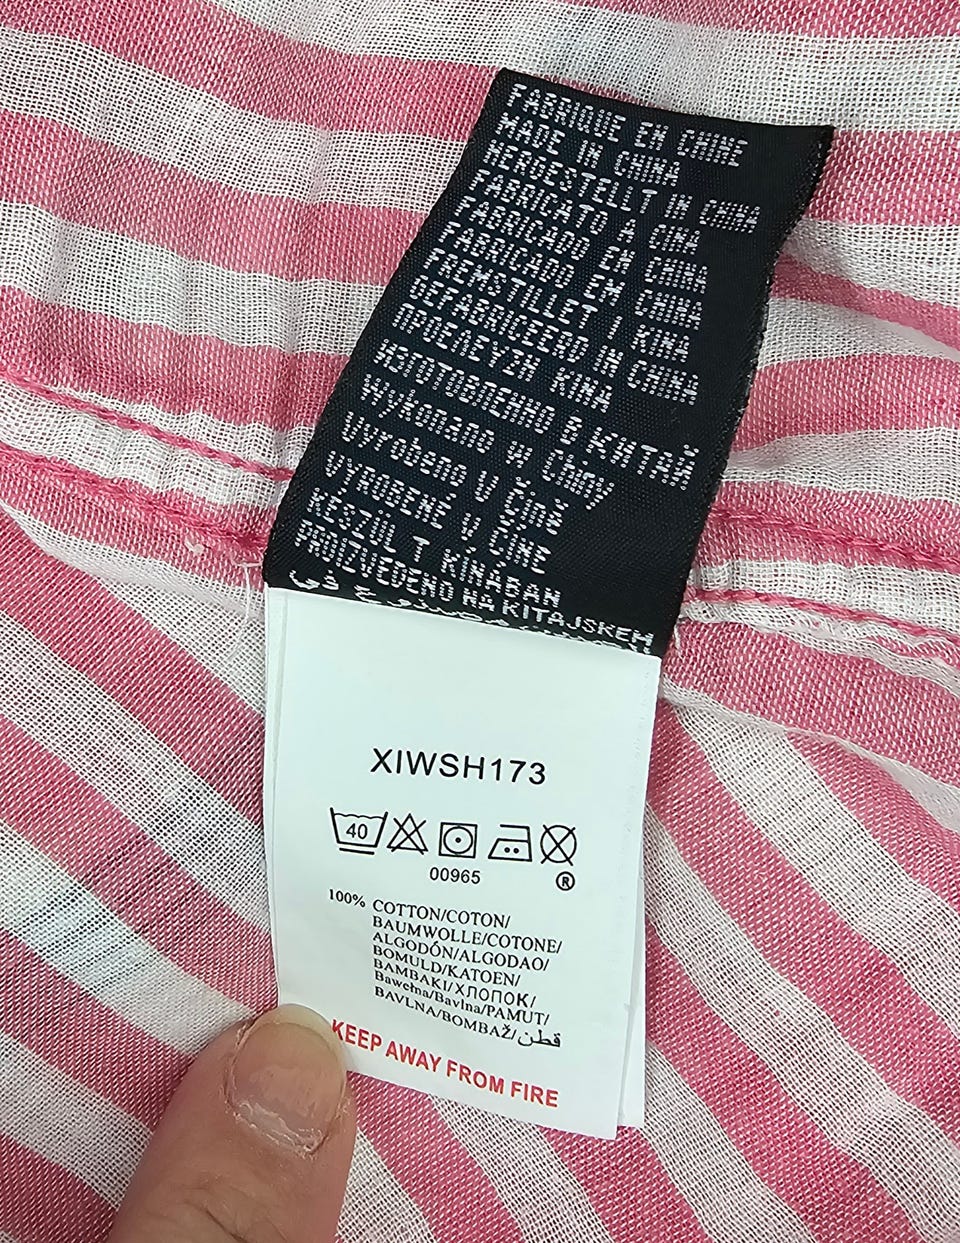 FABRIQUE EN CHINE
MADE IN CHINA
HERGESTELLT IN CHINA
FABRICATO À CINA
FABRICADO EN CHINA
FABRICADO EM CHINA
FREMSTILLET I KINA
GEFABRICEERD IN CHINA
ΠΡΟΕΛΕΥΣΗ ΚΙΝΑ
ИЗГОТОВЛЕННО В КИТАЙ
Wykonano w Chiny
Vyrobeno V ČÍNĚ
VYROBENÉ V ČÍNE
KÉSZÜLT KÍNÁBAN
PROIZVEDENO NA KITAJSKEM
XIWSH173
40
00965
®
100% COTTON/COTON/
BAUMWOLLE/COTONE/
ALGODÓN/ALGODAO/
BOMULD/KATOEN/
BAMBAKI/ХЛОПОК/
Bawełna/Bavlna/PAMUT/
BAVLNA/BOMBAŽ/قطن
KEEP AWAY FROM FIRE